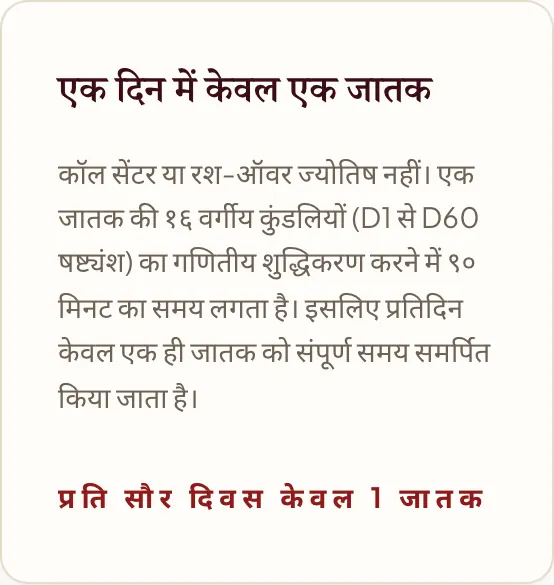 एक दिन में केवल एक जातक
कॉल सेंटर या रश-ऑवर ज्योतिष नहीं। एक
जातक की १६ वर्गीय कुंडलियों (D1 से D60
षष्ट्यंश) का गणितीय शुद्धिकरण करने में ९०
मिनट का समय लगता है। इसलिए प्रतिदिन
केवल एक ही जातक को संपूर्ण समय समर्पित
किया जाता है।
प्रति सौर दिवस केवल 1 जातक